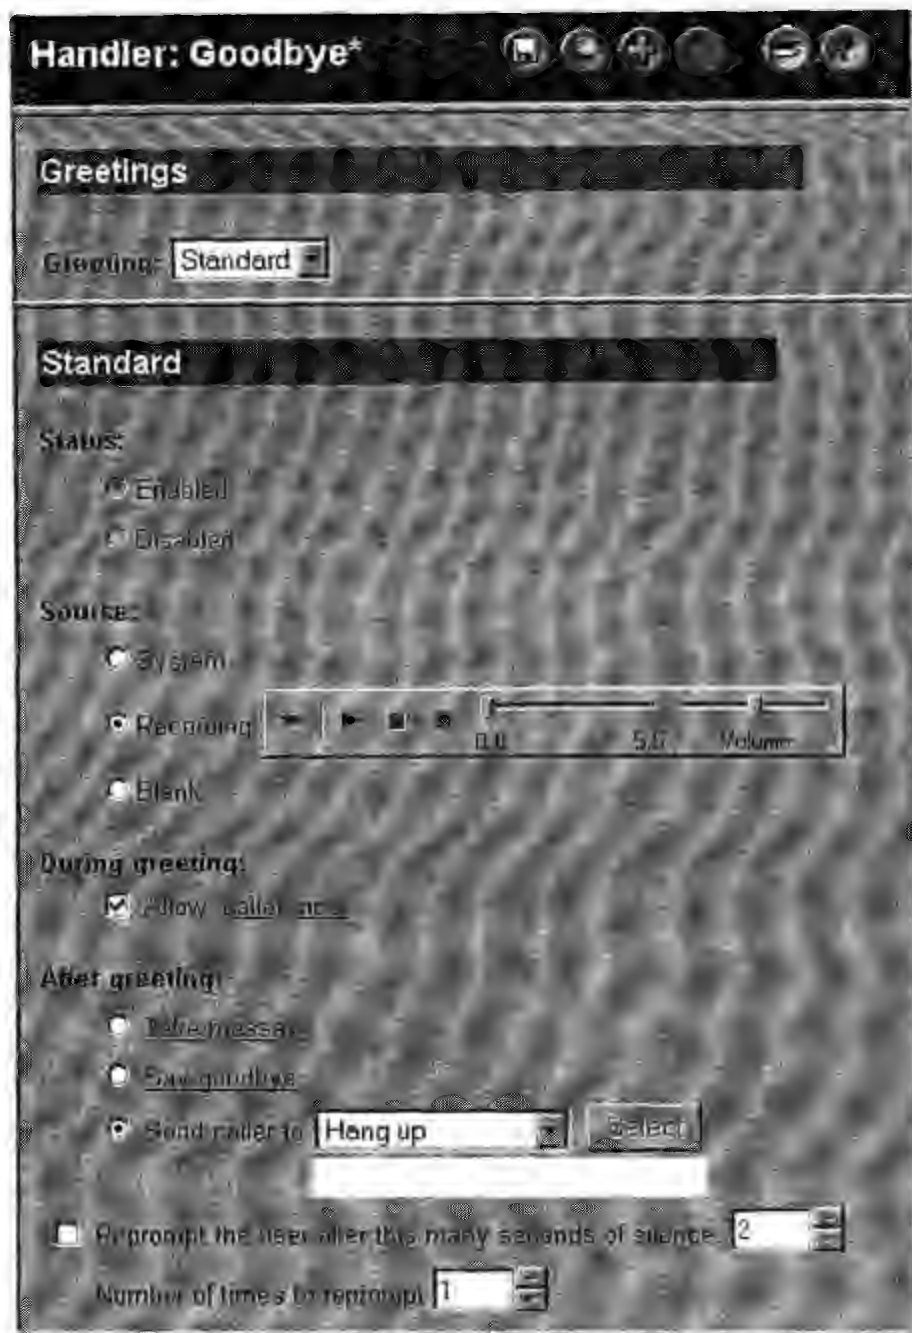 Handler: Goodbye*
Greetings
Greeting: Standard
Standard
Status:
Enabled
Disabled
Source:
System
Recording
0.0 5.0 Volume
Blank
During greeting:
Allow caller input
After greeting:
Take message
Say goodbye
Send caller to Hang up Select
Reprompt the user after this many seconds of silence 2
Number of times to reprompt 1